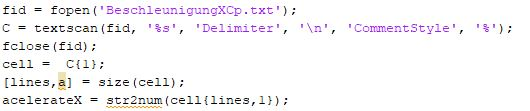 fid = fopen('BeschleunigungXCp.txt');
C = textscan(fid, '%s', 'Delimiter', '\n', 'CommentStyle', '%');
fclose(fid);
cell =  C{1};
[lines,a] = size(cell);
acelerateX = str2num(cell{lines,1});